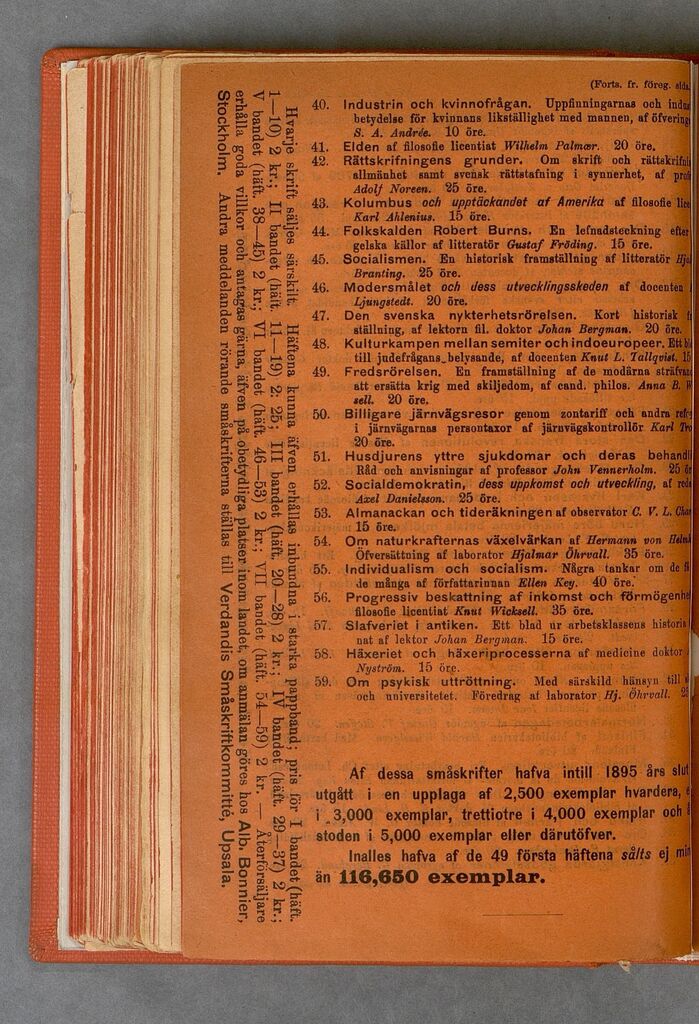 (Forts. fr. föreg. sida
40. Industrin och kvinnofrågan. Uppfinningarnas och
betydelse för kvinnans likställighet med mannen, af
S. A. Andrée. 10 öre.
41. Elden af filosofie licentiat Wilhelm Palmær. 20 öre.
42. Rättskrifningens grunder. Om skrift och
allmänhet samt svensk rättstafning i synnerhet, af
Adolf Noreen. 25 öre.
43. Kolumbus och upptäckandet af Amerika af filosofie
Karl Ahlenius. 15 öre.
44. Folkskalden Robert Burns. En lefnadsteckning efter
gelska källor af litteratör Gustaf Fröding. 15 öre.
45. Socialismen. En historisk framställning af litteratör
Branting. 25 öre.
46. Modersmålet och dess utvecklingsskeden af docenten
Ljungstedt. 20 öre.
47. Den svenska nykterhetsrörelsen. Kort historisk
ställning, af lektorn fil. doktor Johan Bergman. 20 öre.
48. Kulturkampen mellan semiter och indoeuropeer. Ett
till judefrågans belysande, af docenten Knut L. Tallqvist. 15
49. Fredsrörelsen. En framställning af de modärna
att ersätta krig med skiljedom, af cand. philos. Anna B.
sell. 20 öre.
50. Billigare järnvägsresor genom zontariff och andra
i järnvägarnas persontaxor af järnvägskontrollör Karl
20 öre.
51. Husdjurens yttre sjukdomar och deras
Råd och anvisningar af professor John Vennerholm. 25
52. Socialdemokratin, dess uppkomst och utveckling, af
Axel Danielsson. 25 öre.
53. Almanackan och tideräkningen af observator C. V. L.
15 öre.
54. Om naturkrafternas växelvärkan af Hermann von
Öfversättning af laborator Hjalmar Öhrvall. 35 öre.
55. Individualism och socialism. Några tankar om de
de många af författarinnan Ellen Key. 40 öre.
56. Progressiv beskattning af inkomst och
filosofie licentiat Knut Wicksell. 35 öre.
57. Slafveriet i antiken. Ett blad ur arbetsklassens
nat af lektor Johan Bergman. 15 öre.
58. Häxeriet och häxeriprocesserna af medicine doktor
Nyström. 15 öre.
59. Om psykisk uttröttning. Med särskild hänsyn till
och universitetet. Föredrag af laborator Hj. Öhrvall.
Af dessa småskrifter hafva intill 1895 års slut
utgått i en upplaga af 2,500 exemplar hvardera,
i 3,000 exemplar, trettiotre i 4,000 exemplar och
stoden i 5,000 exemplar eller därutöfver.
Inalles hafva af de 49 första häftena sålts ej
än 116,650 exemplar.
Hvarje skrift säljes särskilt. Häftena kunna äfven erhållas inbundna i starka pappband; pris för I bandet (häft.
1—10) 2 kr.; II bandet (häft. 11—19) 2: 25; III bandet (häft. 20—28) 2 kr.; IV bandet (häft. 29—37) 2 kr.;
V bandet (häft. 38—45) 2 kr.; VI bandet (häft. 46—53) 2 kr.; VII bandet (häft. 54—59) 2 kr. — Återförsäljare
erhålla goda villkor och antagas gärna, äfven på obetydliga platser inom landet, om anmälan göres hos Alb. Bonnier,
Stockholm. Andra meddelanden rörande småskrifterna ställas till Verdandis Småskriftkommitté, Upsala.